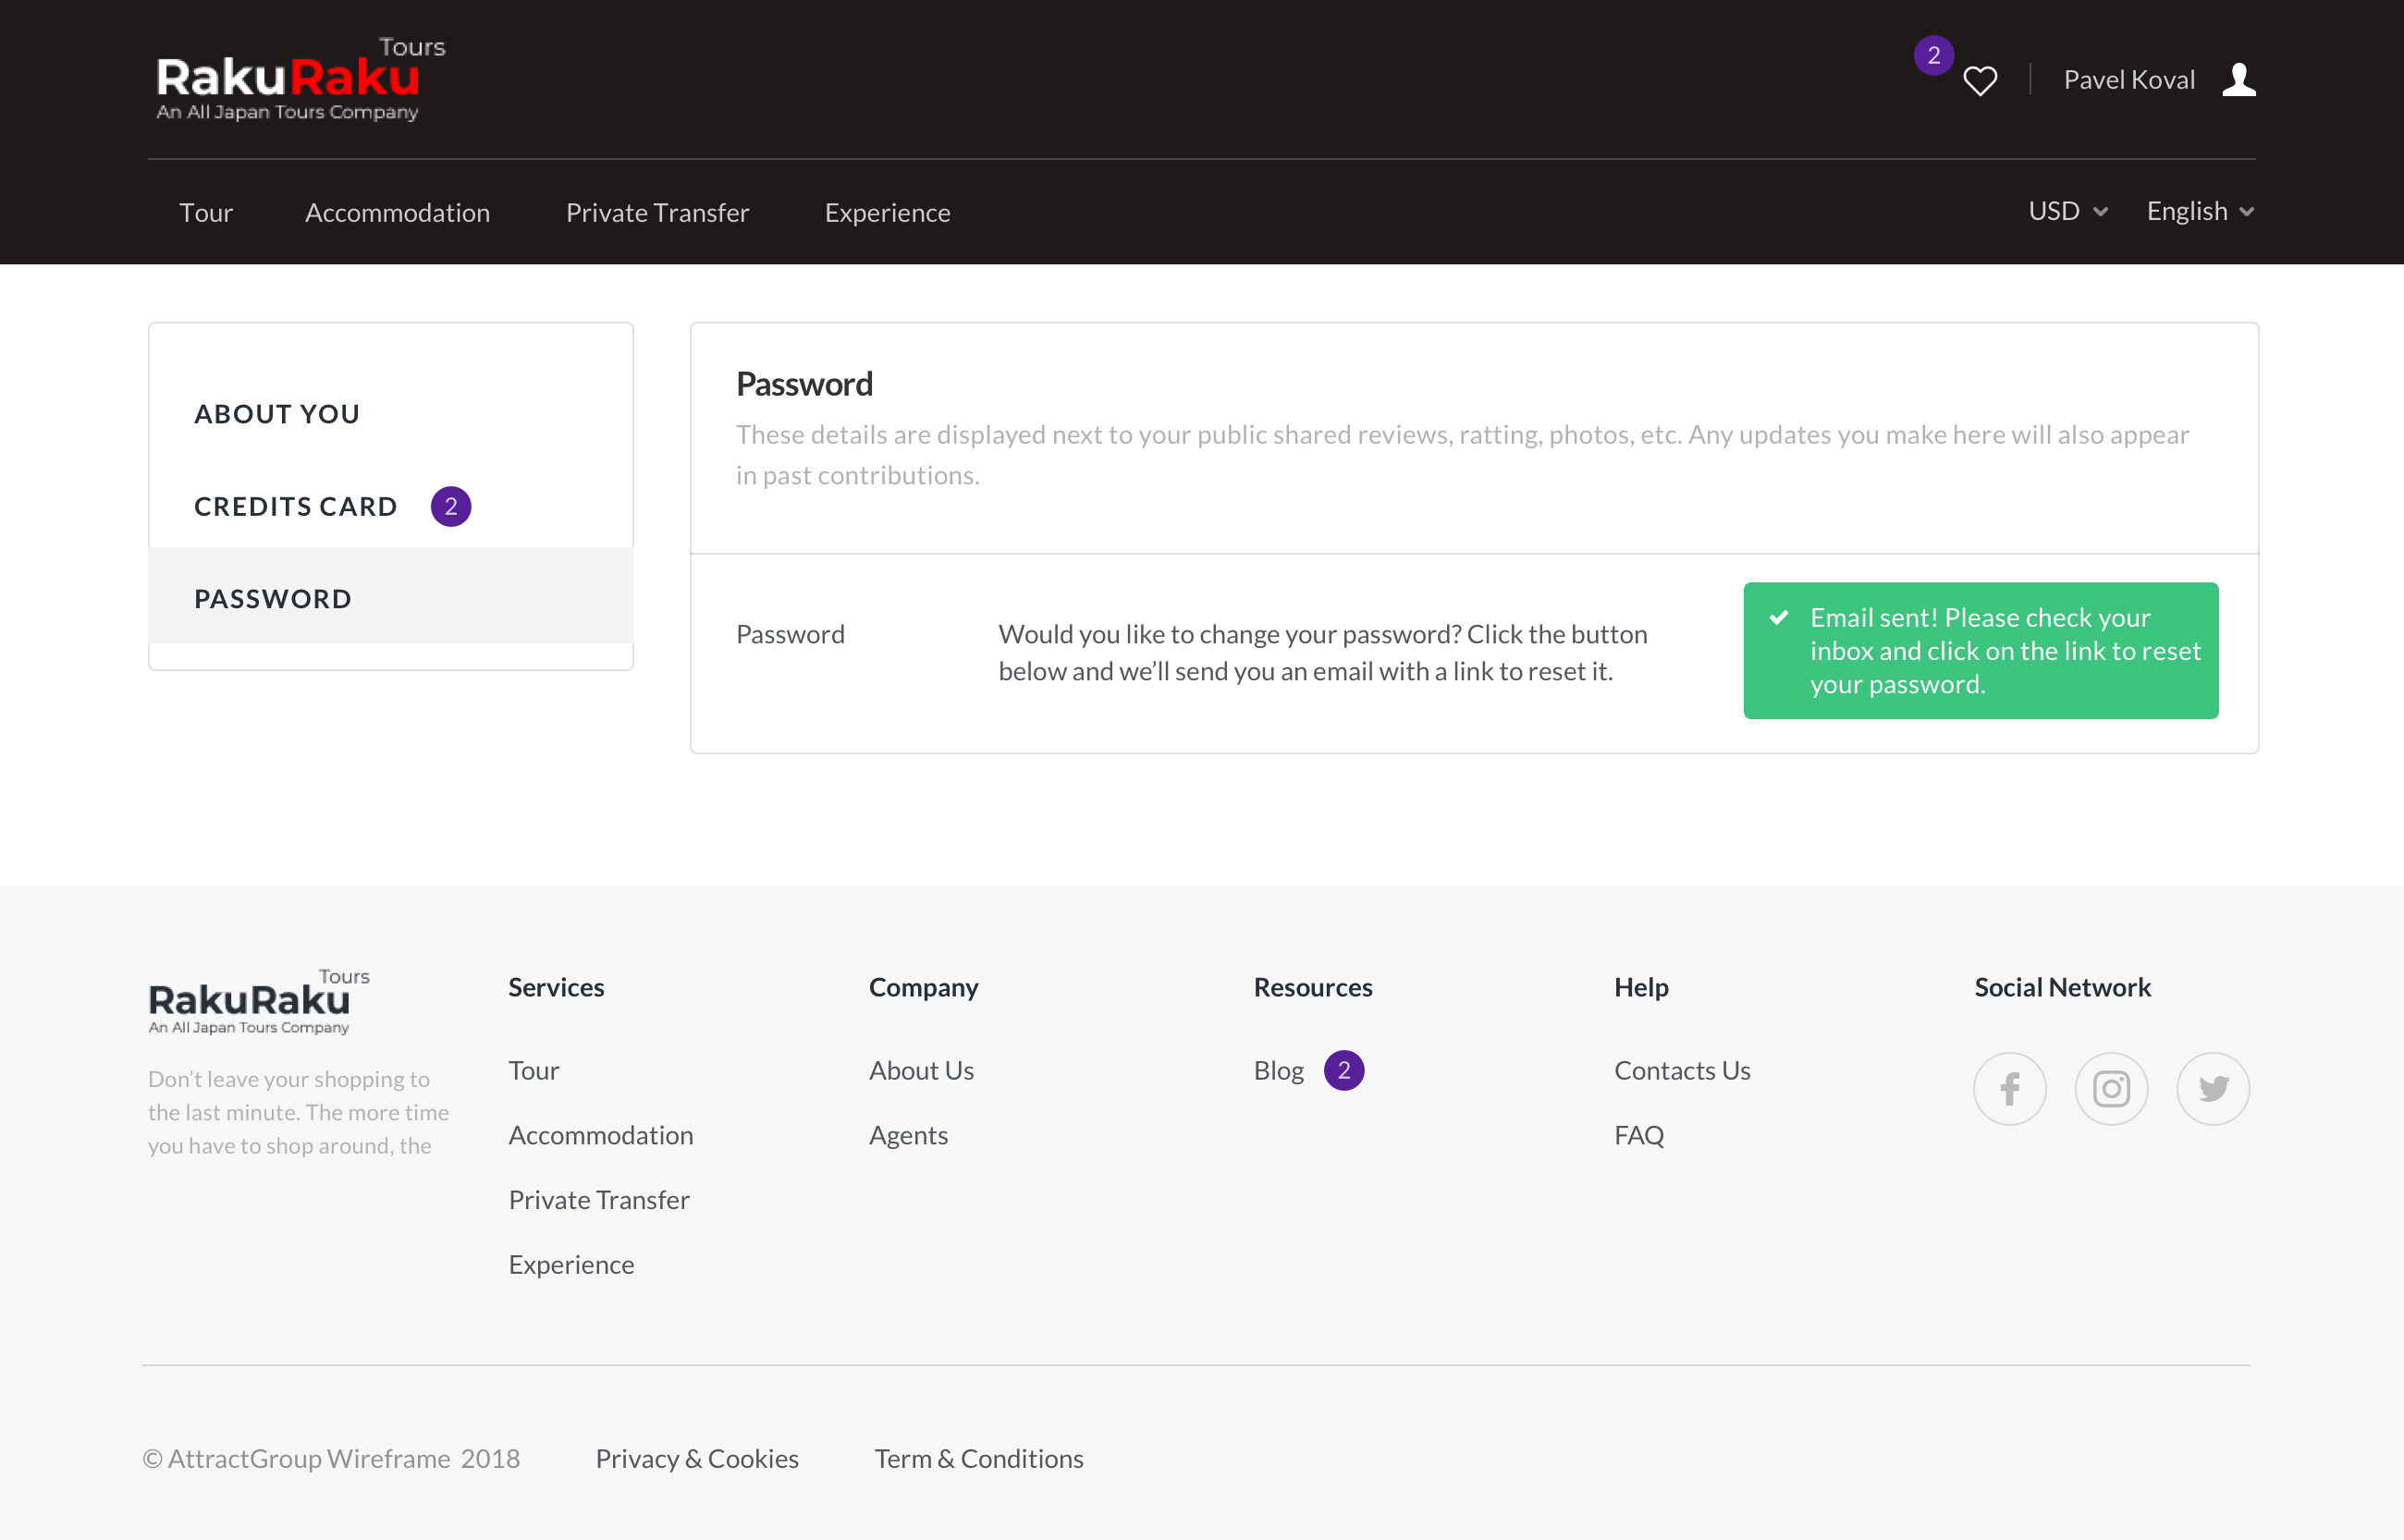 Tours
RakuRaku
An All Japan Tours Company
2
Pavel Koval
Tour
Accommodation
Private Transfer
Experience
USD
English
ABOUT YOU
CREDITS CARD
2
PASSWORD
Password
These details are displayed next to your public shared reviews, ratting, photos, etc. Any updates you make here will also appear
in past contributions.
Password
Would you like to change your password? Click the button
below and we’ll send you an email with a link to reset it.
Email sent! Please check your
inbox and click on the link to reset
your password.
Tours
RakuRaku
An All Japan Tours Company
Don’t leave your shopping to
the last minute. The more time
you have to shop around, the
Services
Tour
Accommodation
Private Transfer
Experience
Company
About Us
Agents
Resources
Blog
2
Help
Contacts Us
FAQ
Social Network
© AttractGroup Wireframe 2018
Privacy & Cookies
Term & Conditions